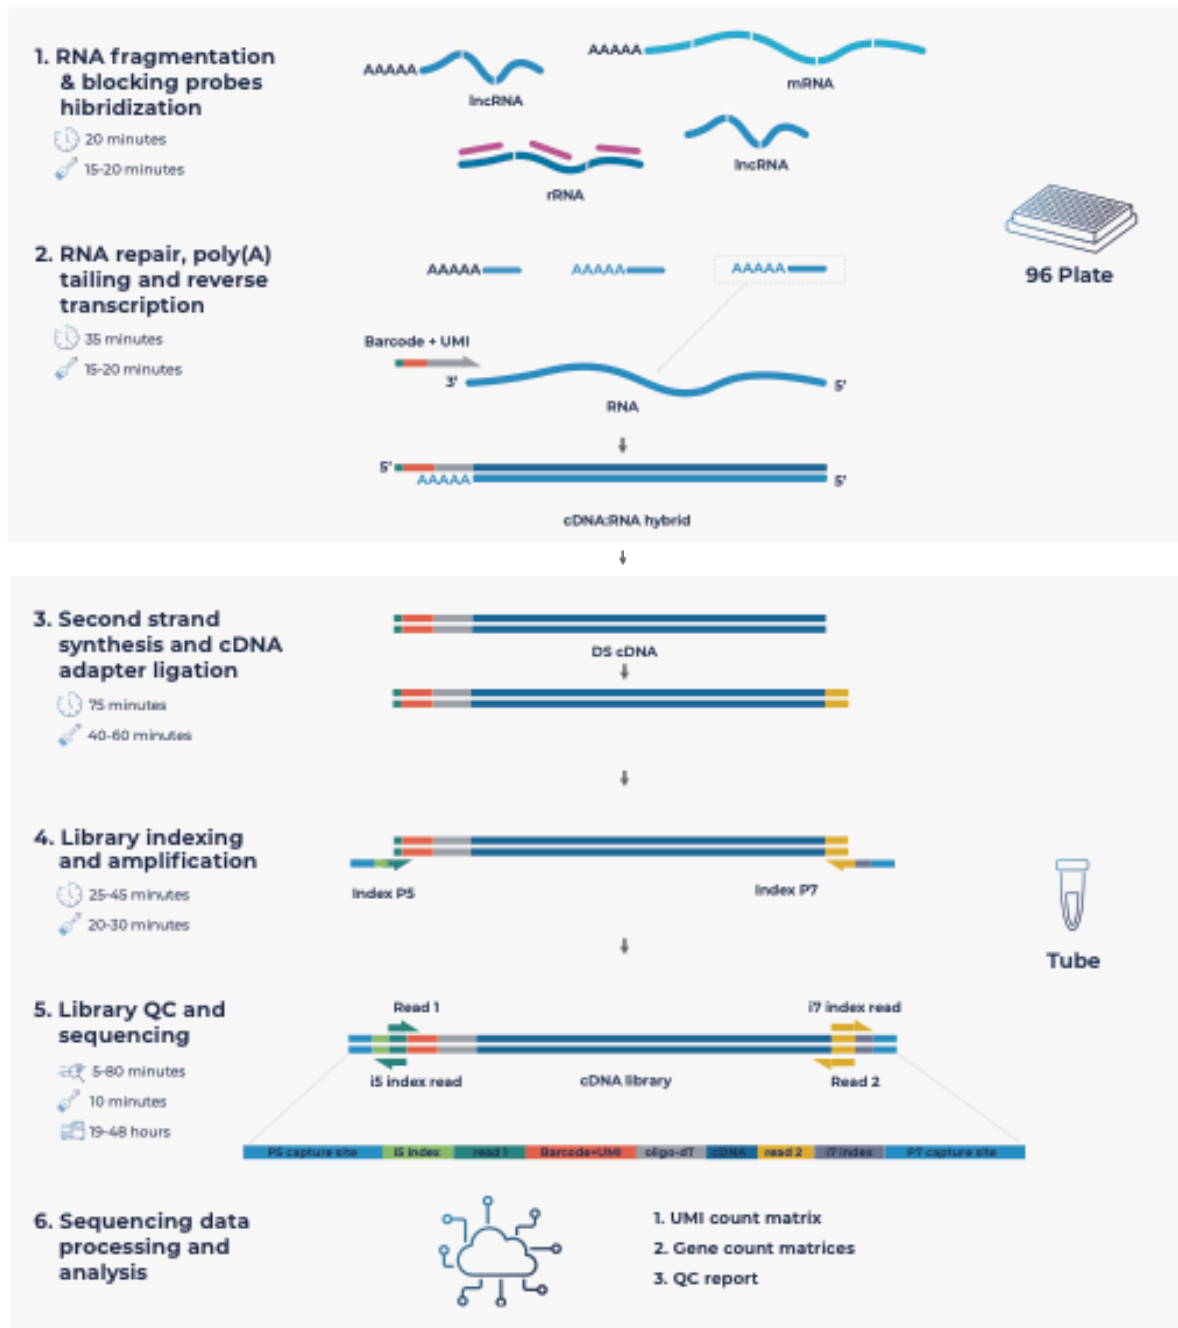 1. RNA fragmentation
& blocking probes
hibridization
20 minutes
15-20 minutes
AAAAA
lncRNA
AAAAA
mRNA
rRNA
lncRNA
96 Plate
2. RNA repair, poly(A)
tailing and reverse
transcription
35 minutes
15-20 minutes
AAAAA
AAAAA
AAAAA
Barcode + UMI
3'
5'
RNA
5'
AAAAA
5'
cDNA:RNA hybrid
3. Second strand
synthesis and cDNA
adapter ligation
75 minutes
40-60 minutes
DS cDNA
4. Library indexing
and amplification
25-45 minutes
20-30 minutes
Index P5
Index P7
Tube
5. Library QC and
sequencing
5-80 minutes
10 minutes
19-48 hours
Read 1
i7 index read
i5 index read
cDNA library
Read 2
P5 capture site i5 index read 1 Barcode+UMI oligo-dT cDNA read 2 i7 index P7 capture site
6. Sequencing data
processing and
analysis
1. UMI count matrix
2. Gene count matrices
3. QC report